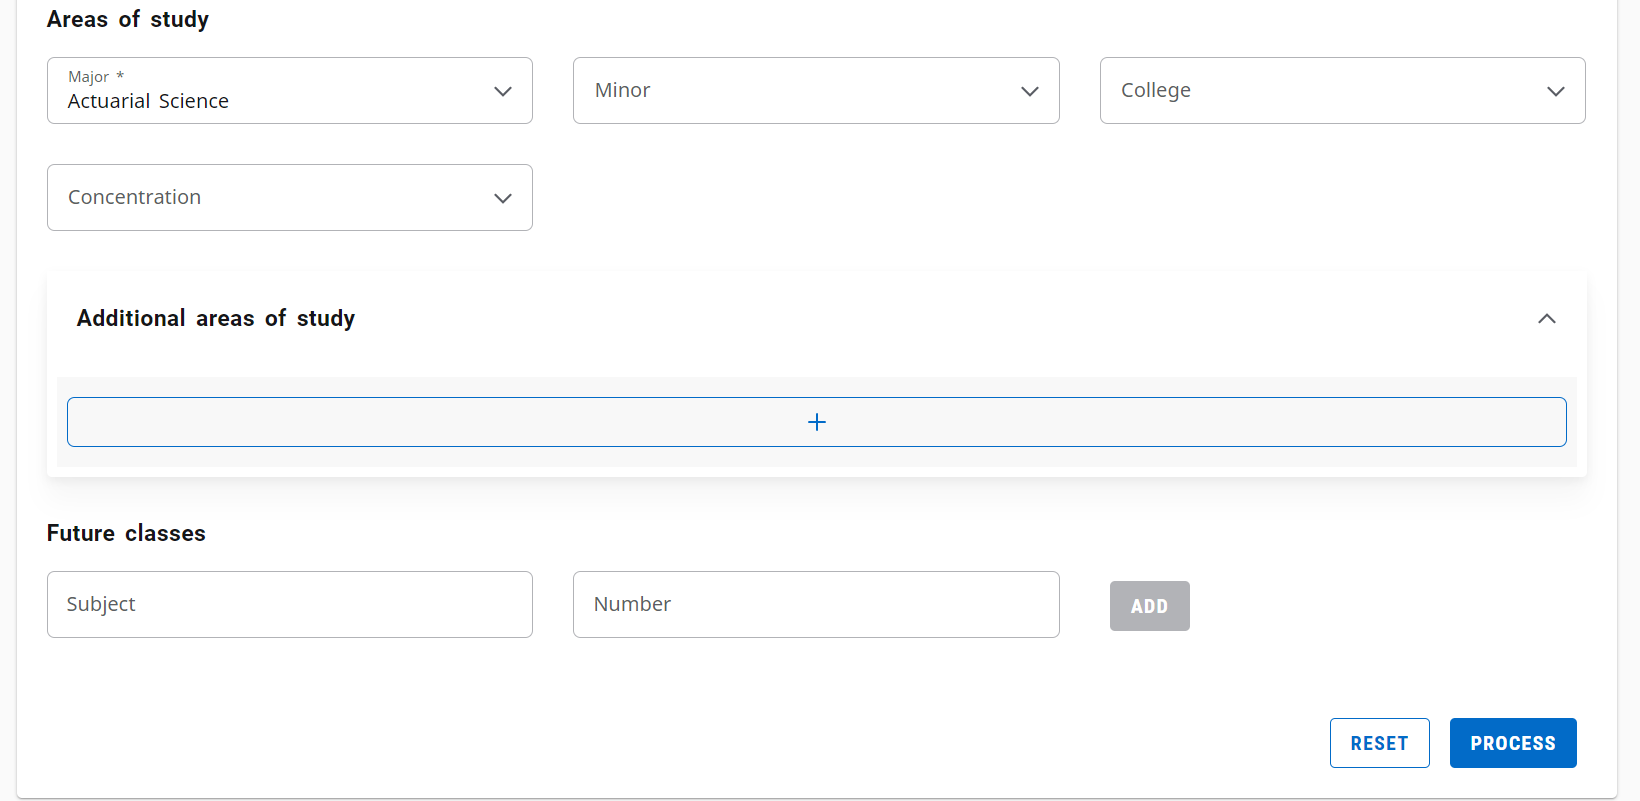 Areas of study
Major *
Actuarial Science
Minor
College
Concentration
Additional areas of study
+
Future classes
Subject
Number
ADD
RESET
PROCESS